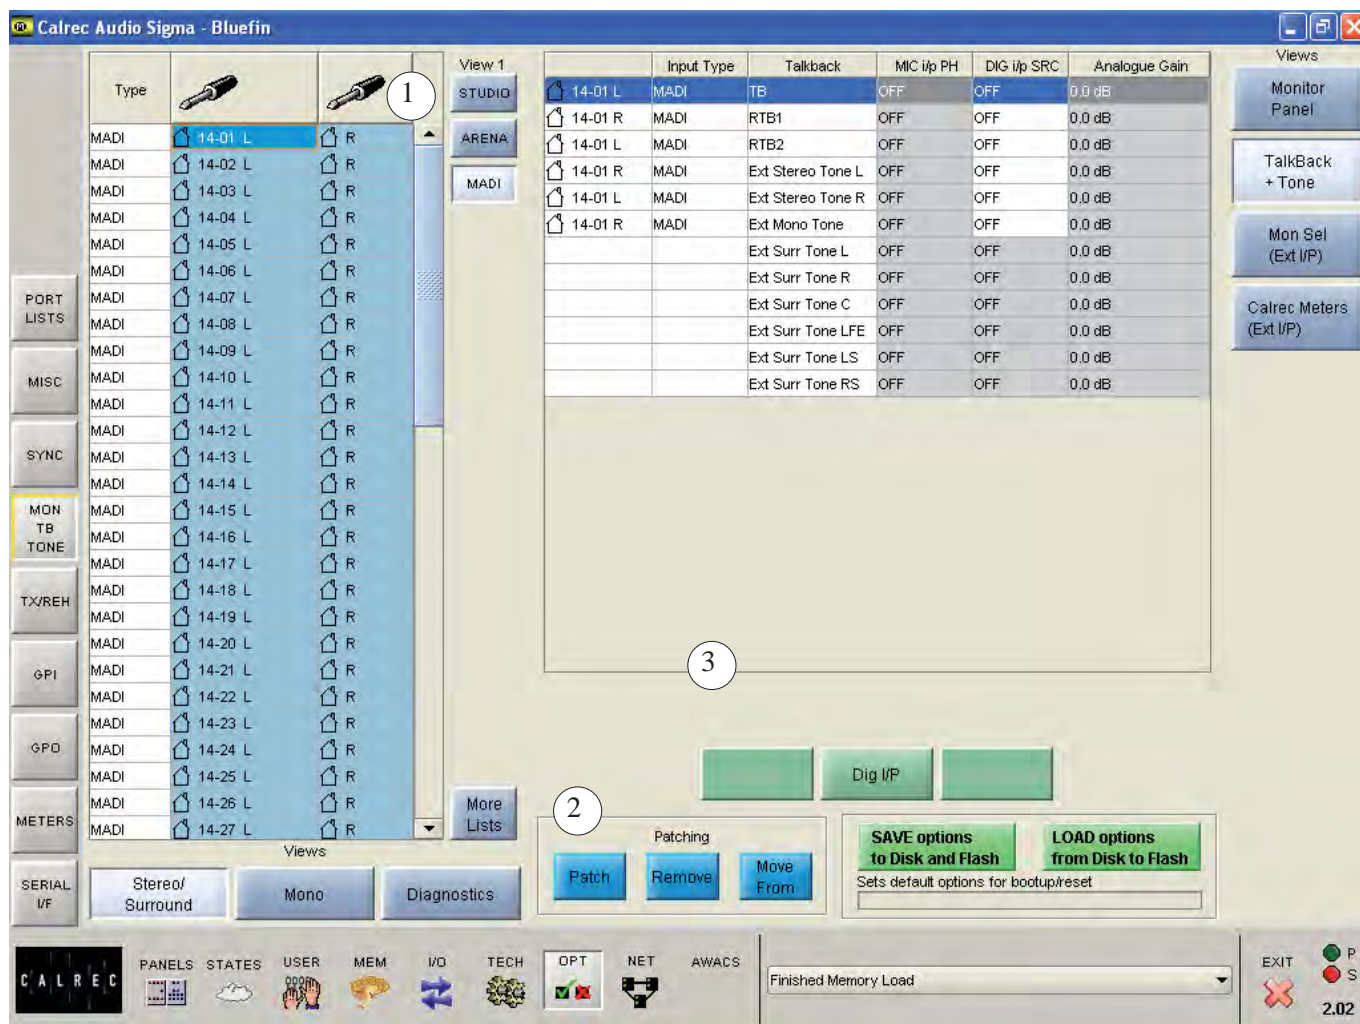 Calrec Audio Sigma - Bluefin
Type
1
MADI 14-01 L R
MADI 14-02 L R
MADI 14-03 L R
MADI 14-04 L R
MADI 14-05 L R
MADI 14-06 L R
MADI 14-07 L R
MADI 14-08 L R
MADI 14-09 L R
MADI 14-10 L R
MADI 14-11 L R
MADI 14-12 L R
MADI 14-13 L R
MADI 14-14 L R
MADI 14-15 L R
MADI 14-16 L R
MADI 14-17 L R
MADI 14-18 L R
MADI 14-19 L R
MADI 14-20 L R
MADI 14-21 L R
MADI 14-22 L R
MADI 14-23 L R
MADI 14-24 L R
MADI 14-25 L R
MADI 14-26 L R
MADI 14-27 L R
View 1
STUDIO
ARENA
MADI
More
Lists
Input Type Talkback MIC i/p PH DIG i/p SRC Analogue Gain
14-01 L MADI TB OFF OFF 0.0 dB
14-01 R MADI RTB1 OFF OFF 0.0 dB
14-01 L MADI RTB2 OFF OFF 0.0 dB
14-01 R MADI Ext Stereo Tone L OFF OFF 0.0 dB
14-01 L MADI Ext Stereo Tone R OFF OFF 0.0 dB
14-01 R MADI Ext Mono Tone OFF OFF 0.0 dB
Ext Surr Tone L OFF OFF 0.0 dB
Ext Surr Tone R OFF OFF 0.0 dB
Ext Surr Tone C OFF OFF 0.0 dB
Ext Surr Tone LFE OFF OFF 0.0 dB
Ext Surr Tone LS OFF OFF 0.0 dB
Ext Surr Tone RS OFF OFF 0.0 dB
3
Dig I/P
2
Patching
Patch
Remove
Move
From
SAVE options
to Disk and Flash
LOAD options
from Disk to Flash
Sets default options for bootup/reset
Views
Monitor
Panel
TalkBack
+ Tone
Mon Sel
(Ext I/P)
Calrec Meters
(Ext I/P)
PORT
LISTS
MISC
SYNC
MON
TB
TONE
TX/REH
GPI
GPO
METERS
SERIAL
I/F
Views
Stereo/
Surround
Mono
Diagnostics
CALREC
PANELS
STATES
USER
MEM
I/O
TECH
OPT
NET
AWACS
Finished Memory Load
EXIT
P
S
2.02